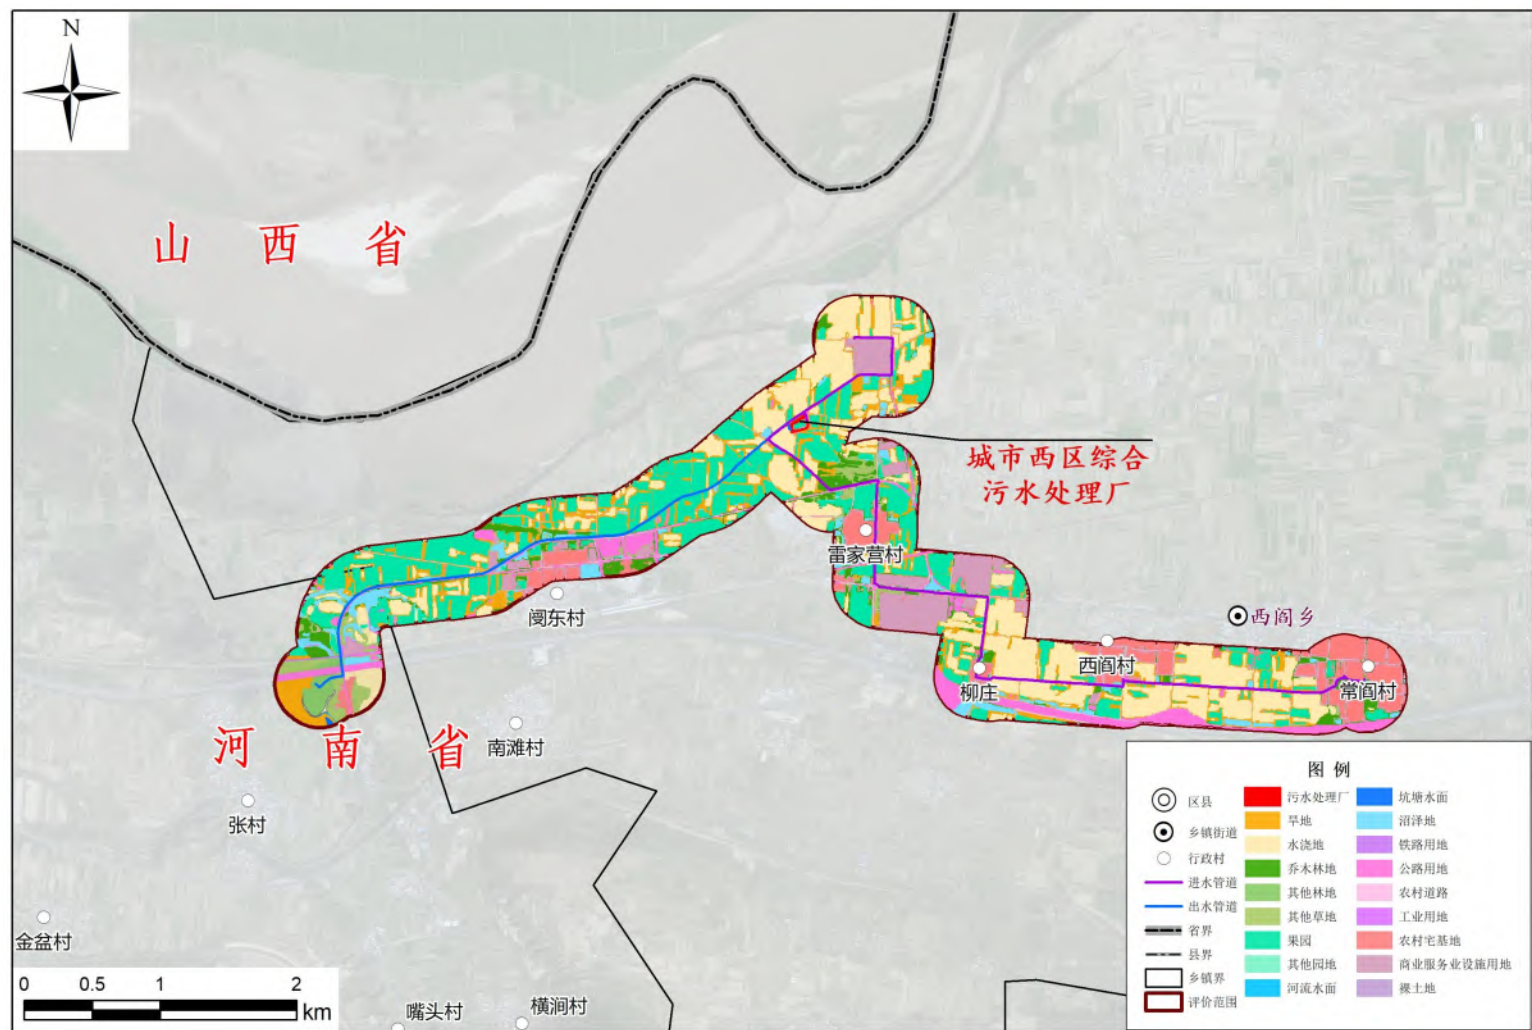 N
山西省
城市西区综合
污水处理厂
雷家营村
阌东村
西阎乡
西阎村
柳庄
常阎村
河南省
南滩村
张村
金盆村
嘴头村
横涧村
0 0.5 1 2
km
图例
区县
乡镇街道
行政村
进水管道
出水管道
省界
县界
乡镇界
评价范围
污水处理厂
旱地
水浇地
乔木林地
其他林地
其他草地
果园
其他园地
河流水面
坑塘水面
沼泽地
铁路用地
公路用地
农村道路
工业用地
农村宅基地
商业服务业设施用地
裸土地